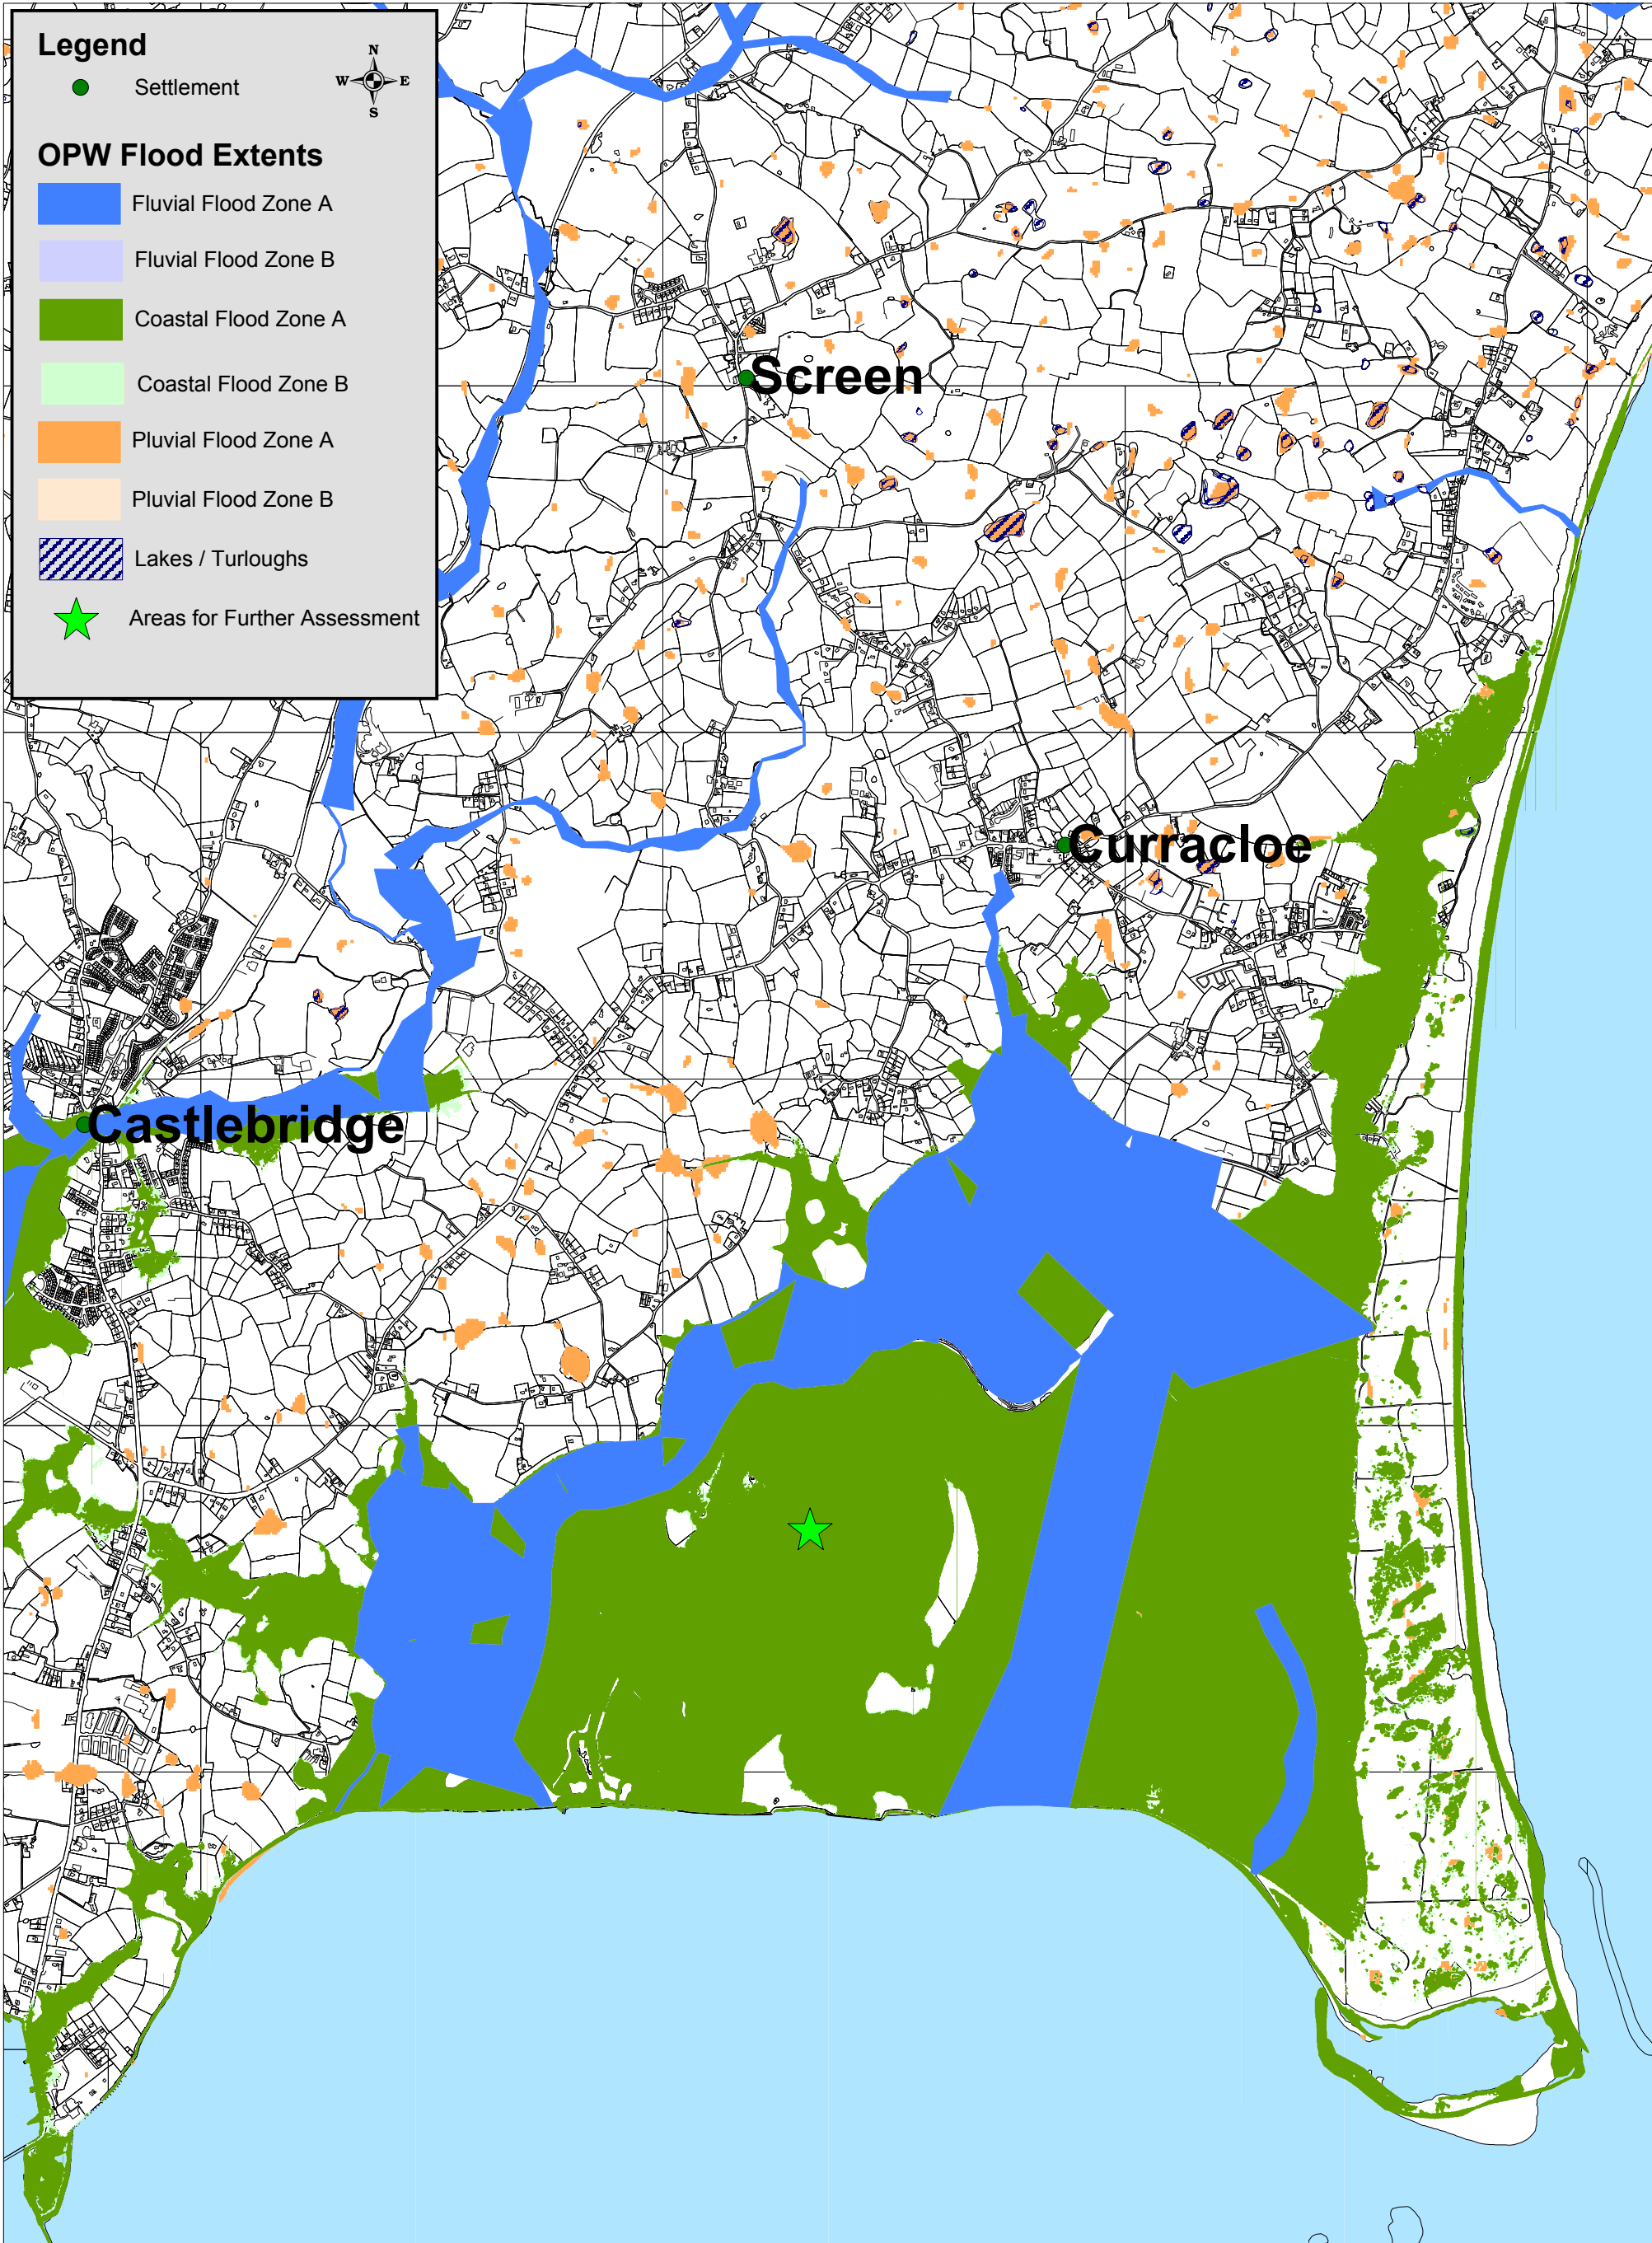 Legend
N
W E
S
Settlement
OPW Flood Extents
Fluvial Flood Zone A
Fluvial Flood Zone B
Coastal Flood Zone A
Coastal Flood Zone B
Pluvial Flood Zone A
Pluvial Flood Zone B
Lakes / Turloughs
Areas for Further Assessment
Screen
Curracloe
Castlebridge